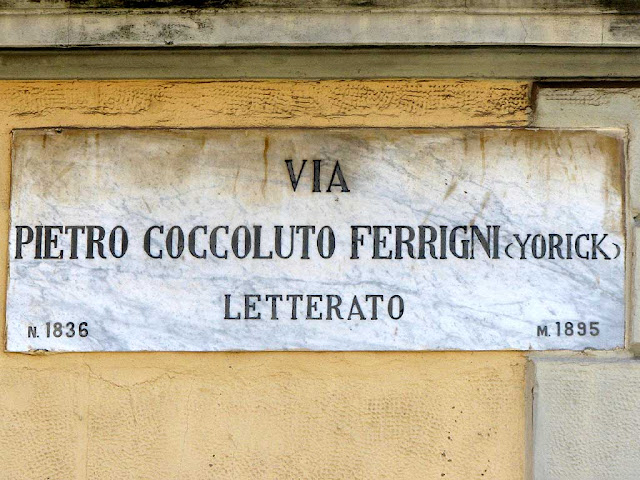 VIA
PIETRO COCCOLUTO FERRIGNI (YORICK)
LETTERATO
N. 1836 M. 1895